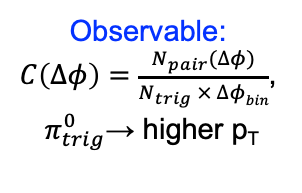 Observable:
C(Δϕ) = N_pair(Δϕ) / N_trig × Δϕ_bin,
π⁰_trig → higher p_T